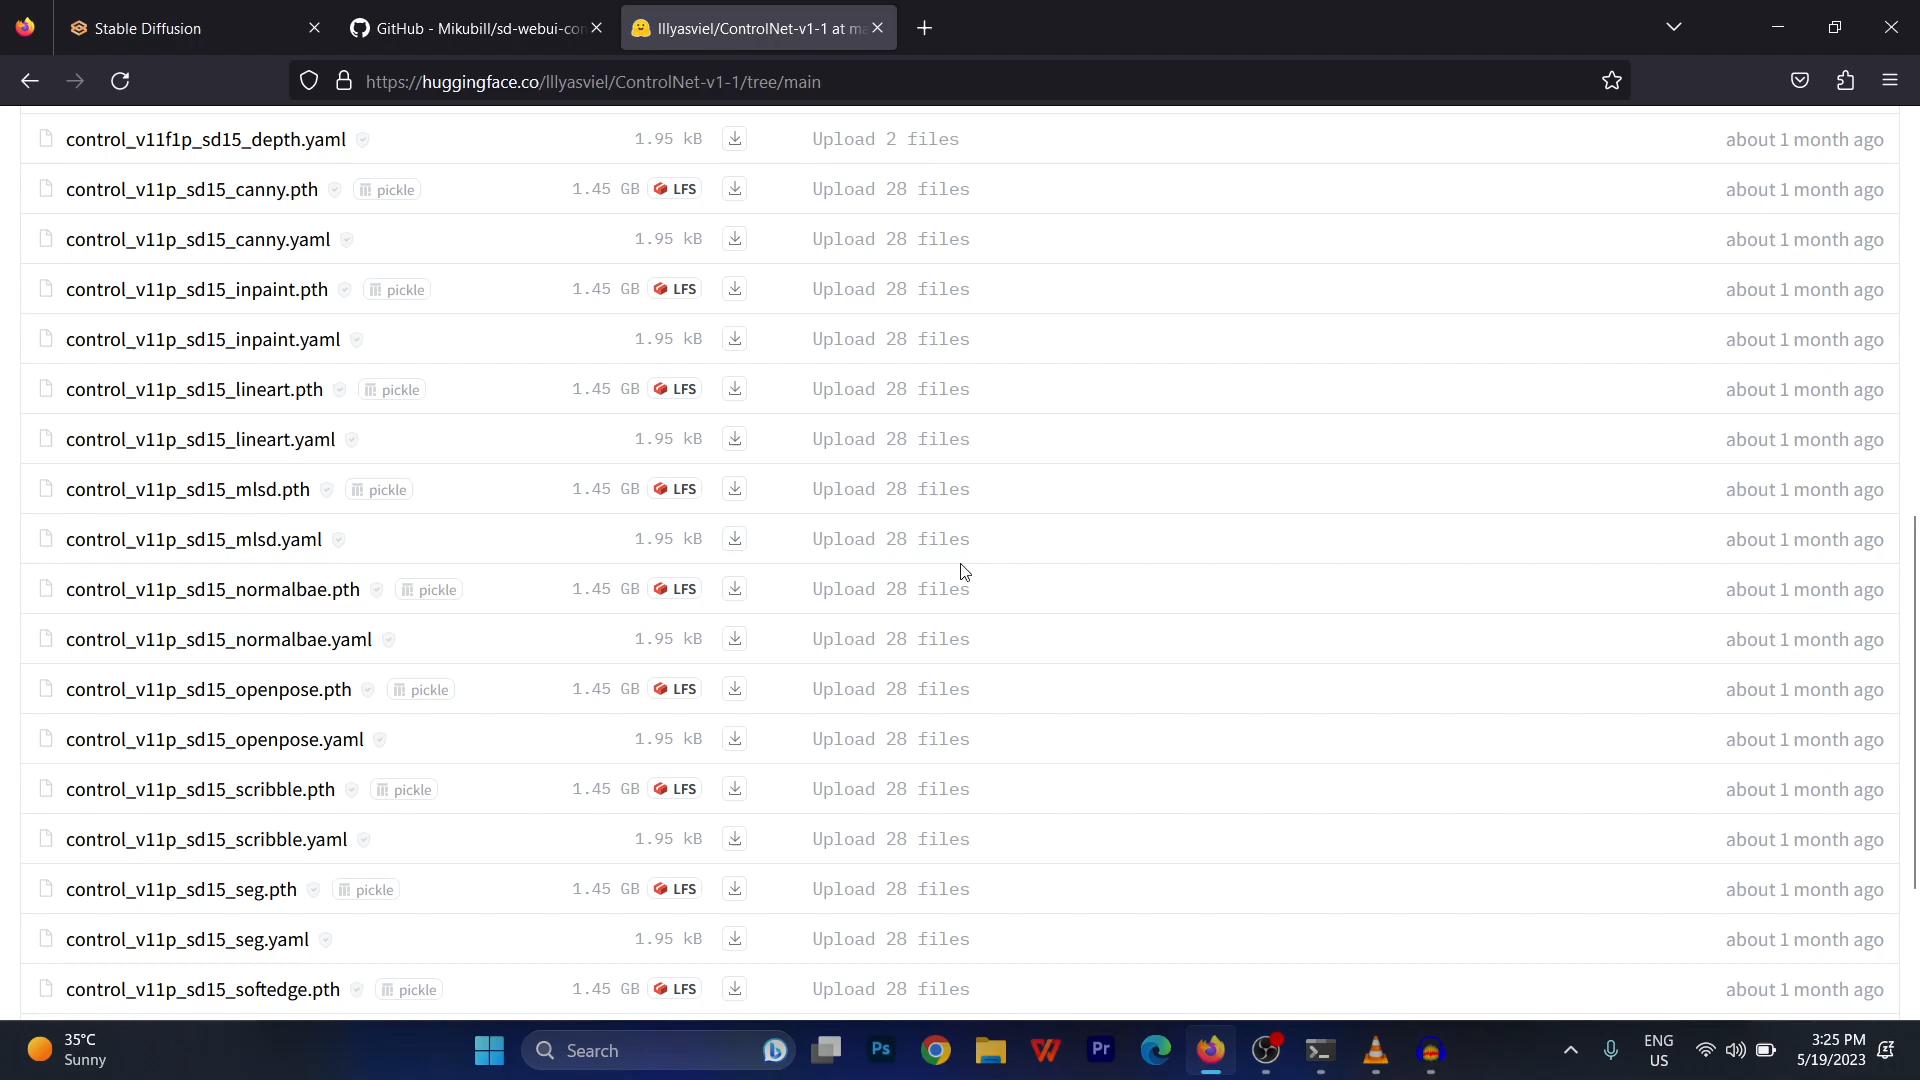 Stable Diffusion
GitHub - Mikubill/sd-webui-con
lllyasviel/ControlNet-v1-1 at ma
https://huggingface.co/lllyasviel/ControlNet-v1-1/tree/main
control_v11f1p_sd15_depth.yaml 1.95 kB Upload 2 files about 1 month ago
control_v11p_sd15_canny.pth pickle 1.45 GB LFS Upload 28 files about 1 month ago
control_v11p_sd15_canny.yaml 1.95 kB Upload 28 files about 1 month ago
control_v11p_sd15_inpaint.pth pickle 1.45 GB LFS Upload 28 files about 1 month ago
control_v11p_sd15_inpaint.yaml 1.95 kB Upload 28 files about 1 month ago
control_v11p_sd15_lineart.pth pickle 1.45 GB LFS Upload 28 files about 1 month ago
control_v11p_sd15_lineart.yaml 1.95 kB Upload 28 files about 1 month ago
control_v11p_sd15_mlsd.pth pickle 1.45 GB LFS Upload 28 files about 1 month ago
control_v11p_sd15_mlsd.yaml 1.95 kB Upload 28 files about 1 month ago
control_v11p_sd15_normalbae.pth pickle 1.45 GB LFS Upload 28 files about 1 month ago
control_v11p_sd15_normalbae.yaml 1.95 kB Upload 28 files about 1 month ago
control_v11p_sd15_openpose.pth pickle 1.45 GB LFS Upload 28 files about 1 month ago
control_v11p_sd15_openpose.yaml 1.95 kB Upload 28 files about 1 month ago
control_v11p_sd15_scribble.pth pickle 1.45 GB LFS Upload 28 files about 1 month ago
control_v11p_sd15_scribble.yaml 1.95 kB Upload 28 files about 1 month ago
control_v11p_sd15_seg.pth pickle 1.45 GB LFS Upload 28 files about 1 month ago
control_v11p_sd15_seg.yaml 1.95 kB Upload 28 files about 1 month ago
control_v11p_sd15_softedge.pth pickle 1.45 GB LFS Upload 28 files about 1 month ago
35°C
Sunny
Search
Ps
Pr
ENG
US
3:25 PM
5/19/2023